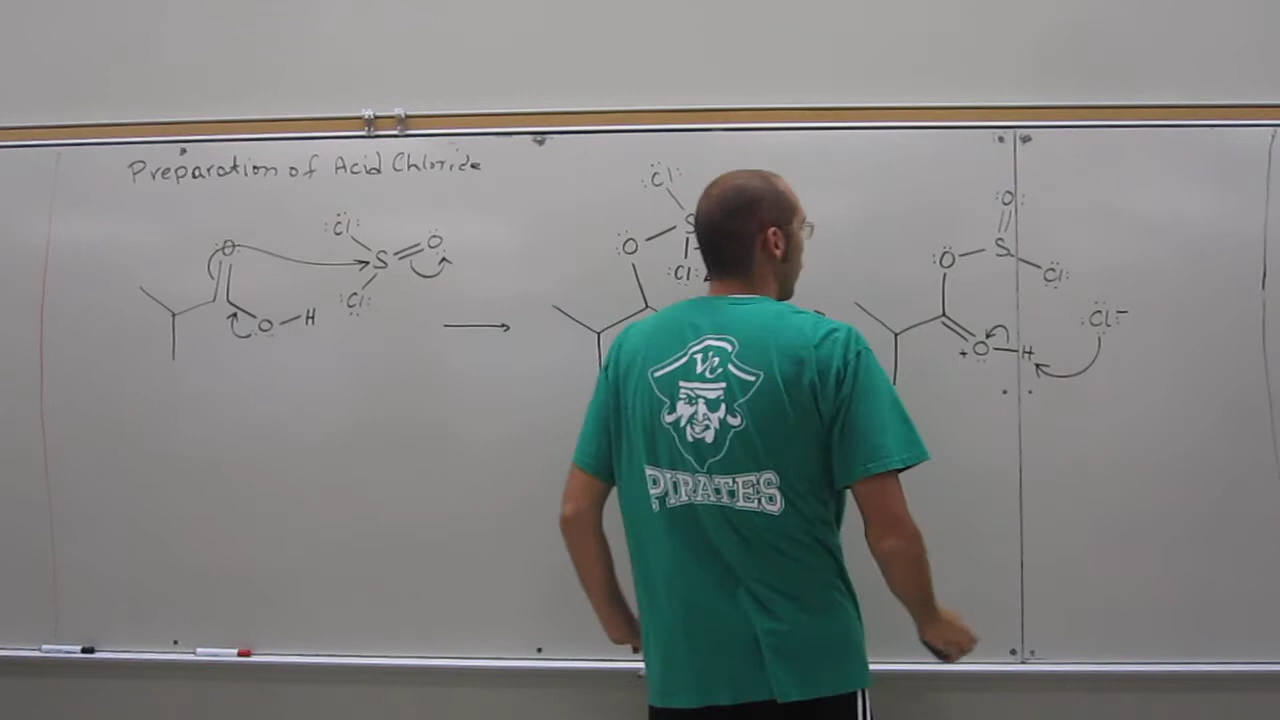 Preparation of Acid Chloride
:Cl:
:Cl:
S
O
O
:Cl:
O
H
:Cl:
O
S
:Cl:
:O:
:O
S
Cl:
:Cl:⁻
+O
H
VC
PIRATES